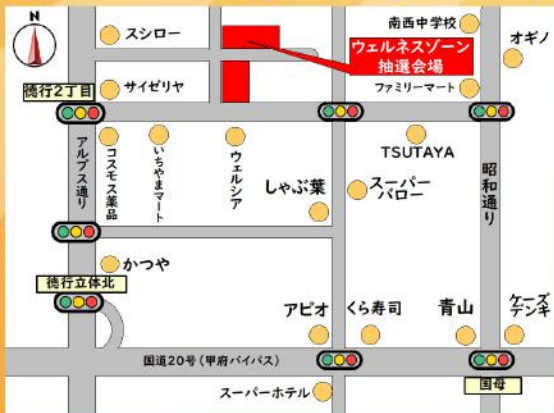 N
スシロー
南西中学校
オギノ
ウェルネスゾーン
抽選会場
徳行2丁目
サイゼリヤ
ファミリーマート
アルプス通り
コスモス薬品
いちやまマート
ウェルシア
TSUTAYA
昭和通り
しゃぶ葉
スーパー
バロー
かつや
徳行立体北
アピオ
くら寿司
青山
ケーズ
デンキ
国道20号(甲府バイパス)
国母
スーパーホテル